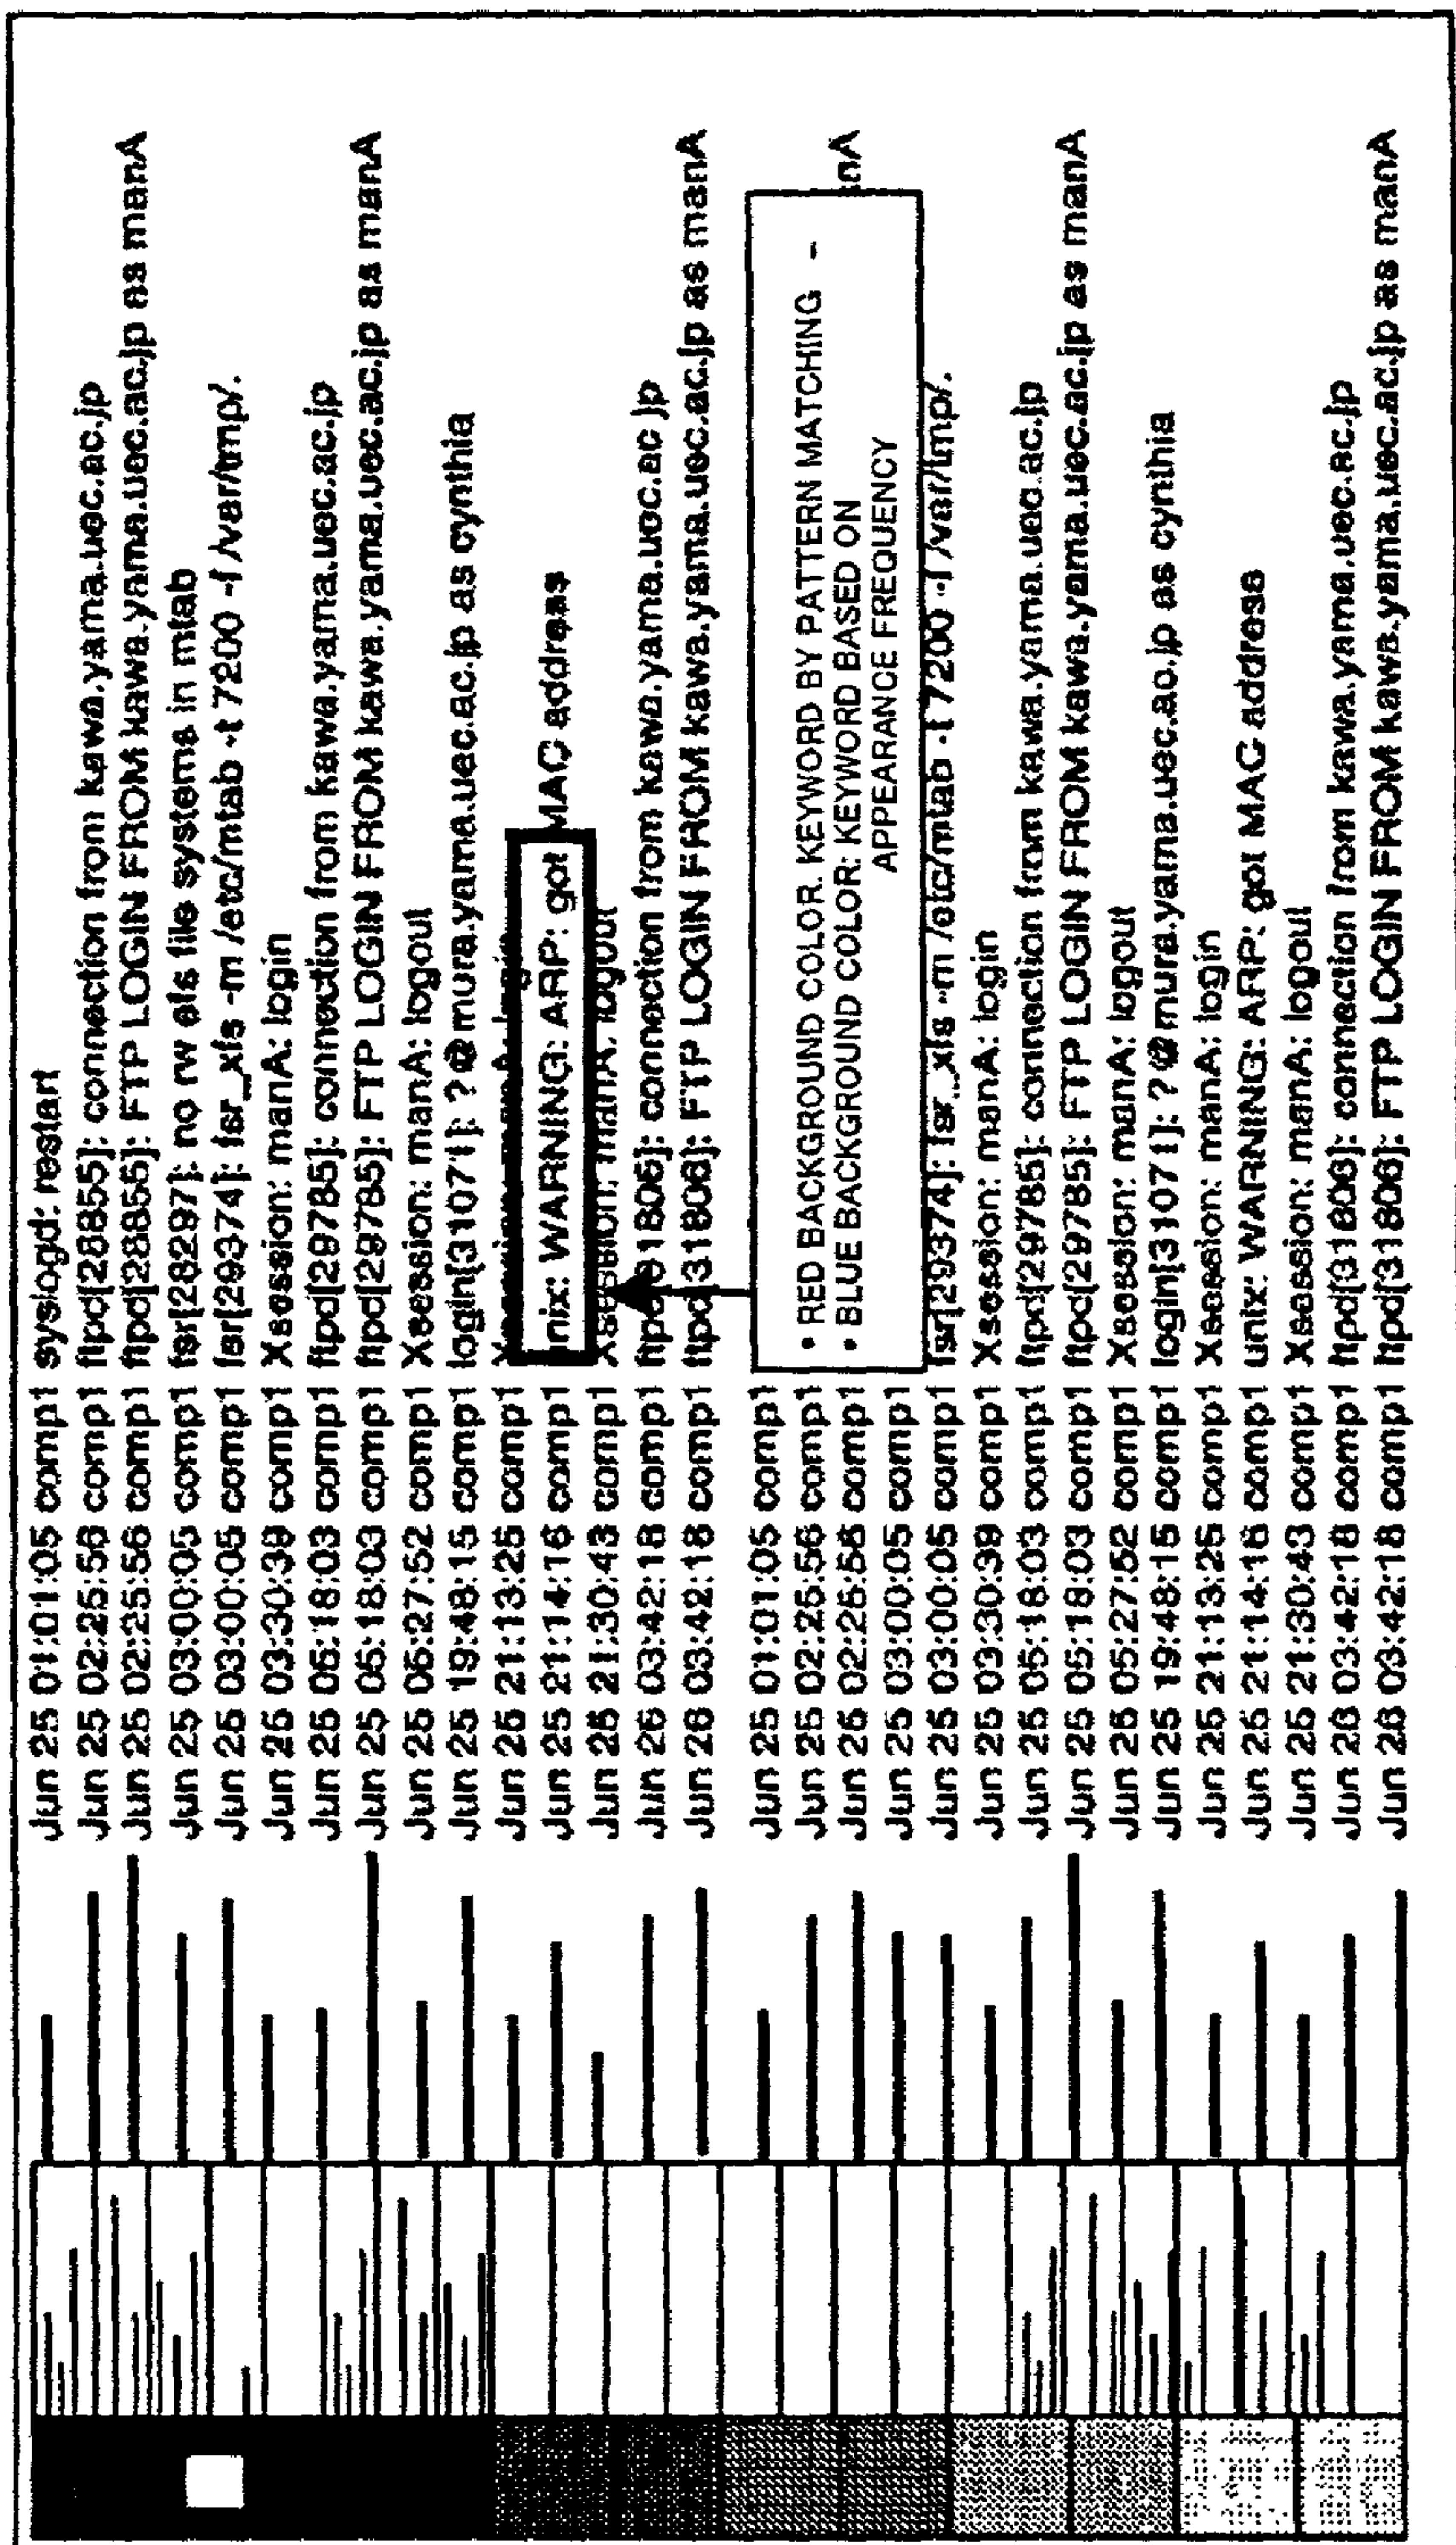 Jun 25 01:01:05 comp1 syslogd: restart
Jun 25 02:25:56 comp1 ftpd[28855]: connection from kawa.yama.uec.ac.jp
Jun 25 02:25:56 comp1 ftpd[28855]: FTP LOGIN FROM kawa.yama.uec.ac.jp as manA
Jun 25 03:00:05 comp1 fsr[28297]: no rw efs file systems in mtab
Jun 25 03:00:05 comp1 fsr[29374]: fsr_xfs -m /etc/mtab -t 7200 -f /var/tmp/.
Jun 25 03:30:39 comp1 Xsession: manA: login
Jun 25 05:18:03 comp1 ftpd[29785]: connection from kawa.yama.uec.ac.jp
Jun 25 05:18:03 comp1 ftpd[29785]: FTP LOGIN FROM kawa.yama.uec.ac.jp as manA
Jun 25 05:27:52 comp1 Xsession: manA: logout
Jun 25 19:48:15 comp1 login[31071]: ?@mura.yama.uec.ac.jp as cynthia
Jun 25 21:13:25 comp1 Xsession: manA: login
Jun 25 21:14:16 comp1 unix: WARNING: ARP: got MAC address
Jun 25 21:30:43 comp1 Xsession: manA: logout
Jun 26 03:42:18 comp1 ftpd[31806]: connection from kawa.yama.uec.ac.jp
Jun 26 03:42:18 comp1 ftpd[31806]: FTP LOGIN FROM kawa.yama.uec.ac.jp as manA
Jun 25 01:01:05 comp1
Jun 25 02:25:56 comp1
Jun 25 02:25:56 comp1 anA
Jun 25 03:00:05 comp1
• RED BACKGROUND COLOR: KEYWORD BY PATTERN MATCHING -
• BLUE BACKGROUND COLOR: KEYWORD BASED ON
APPEARANCE FREQUENCY
Jun 25 03:00:05 comp1 fsr[29374]: fsr_xfs -m /etc/mtab -t 7200 -f /var/tmp/.
Jun 25 03:30:39 comp1 Xsession: manA: login
Jun 25 05:18:03 comp1 ftpd[29785]: connection from kawa.yama.uec.ac.jp
Jun 25 05:18:03 comp1 ftpd[29785]: FTP LOGIN FROM kawa.yama.uec.ac.jp as manA
Jun 25 05:27:52 comp1 Xsession: manA: logout
Jun 25 19:48:15 comp1 login[31071]: ?@mura.yama.uec.ac.jp as cynthia
Jun 25 21:13:25 comp1 Xsession: manA: login
Jun 25 21:14:16 comp1 unix: WARNING: ARP: got MAC address
Jun 25 21:30:43 comp1 Xsession: manA: logout
Jun 26 03:42:18 comp1 ftpd[31806]: connection from kawa.yama.uec.ac.jp
Jun 26 03:42:18 comp1 ftpd[31806]: FTP LOGIN FROM kawa.yama.uec.ac.jp as manA